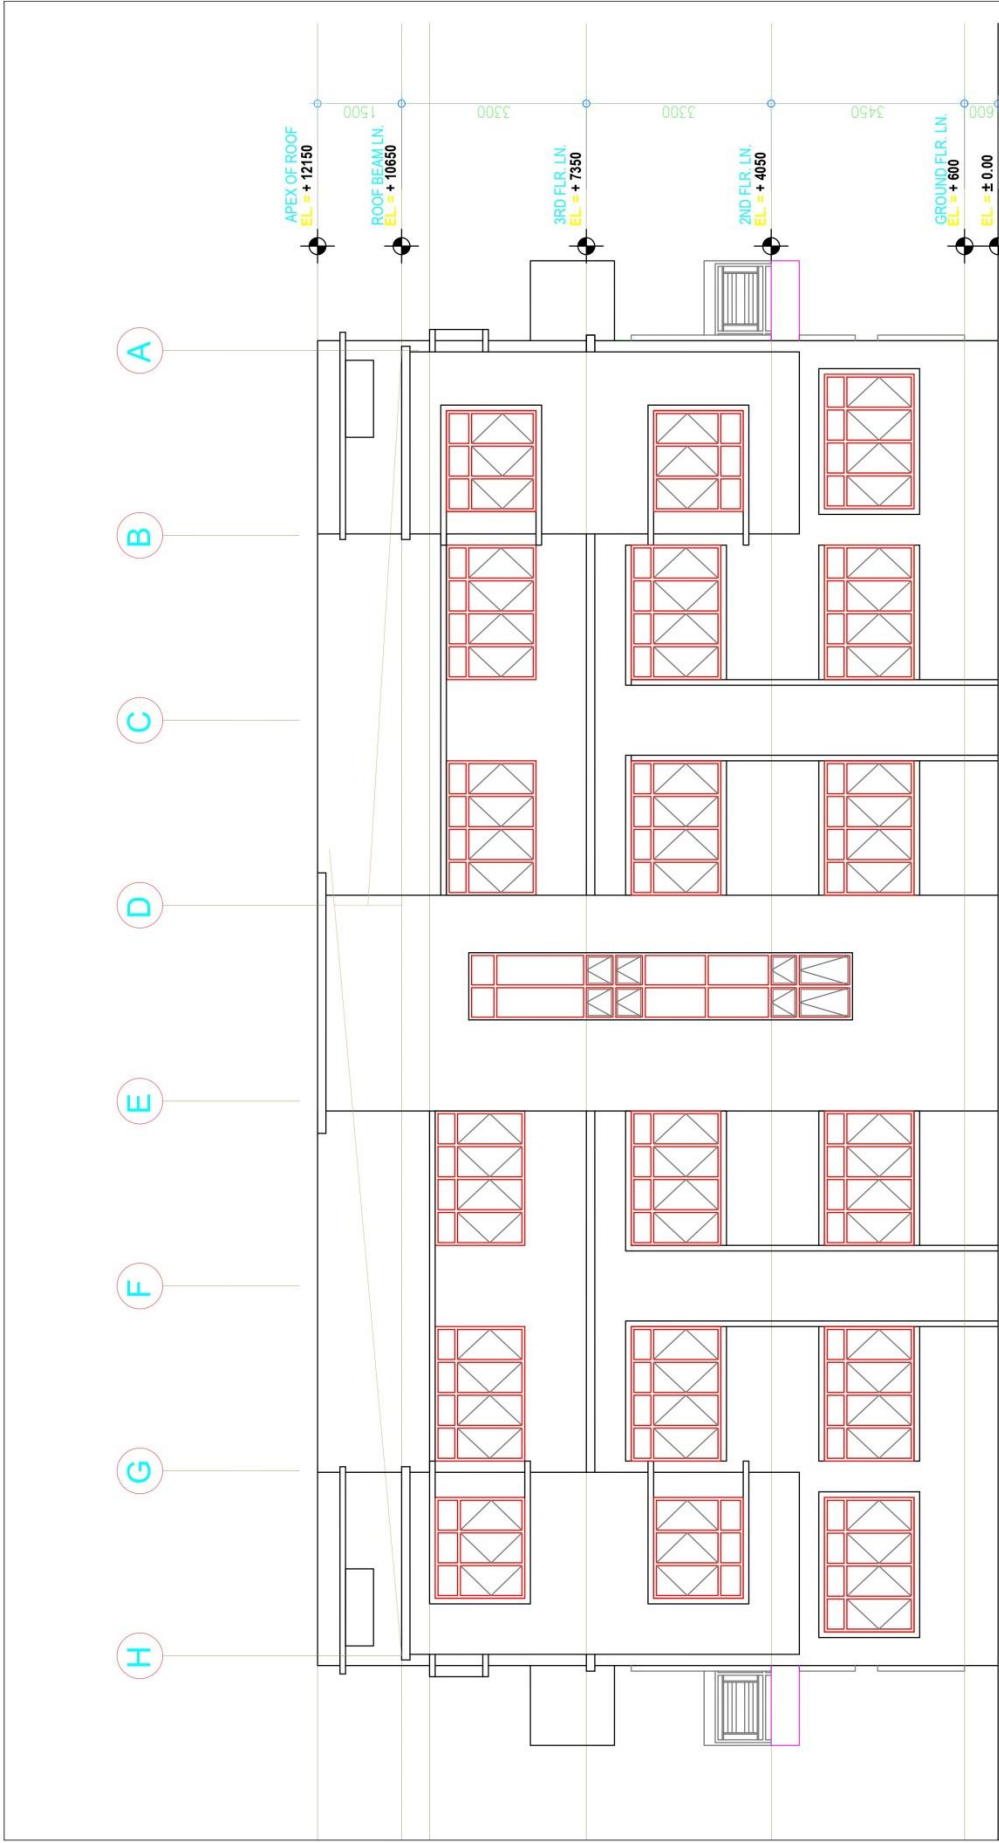 H
G
F
E
D
C
B
A
APEX OF ROOF
EL. = + 12150
ROOF BEAM LN.
EL. = + 10650
3RD FLR. LN.
EL. = + 7350
2ND FLR. LN.
EL. = + 4050
GROUND FLR. LN.
EL. = + 600
EL. = ± 0.00
1500
3300
3300
3450
600